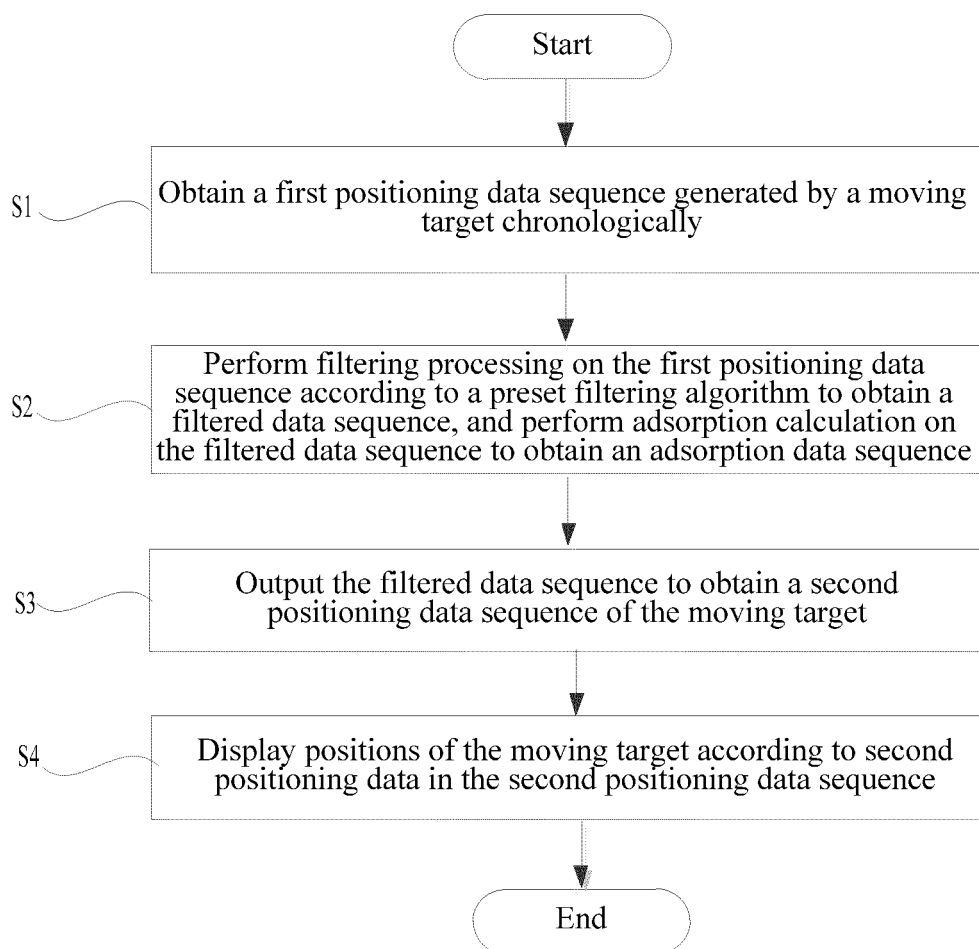 Start
S1
Obtain a first positioning data sequence generated by a moving
target chronologically
S2
Perform filtering processing on the first positioning data
sequence according to a preset filtering algorithm to obtain a
filtered data sequence, and perform adsorption calculation on
the filtered data sequence to obtain an adsorption data sequence
S3
Output the filtered data sequence to obtain a second
positioning data sequence of the moving target
S4
Display positions of the moving target according to second
positioning data in the second positioning data sequence
End